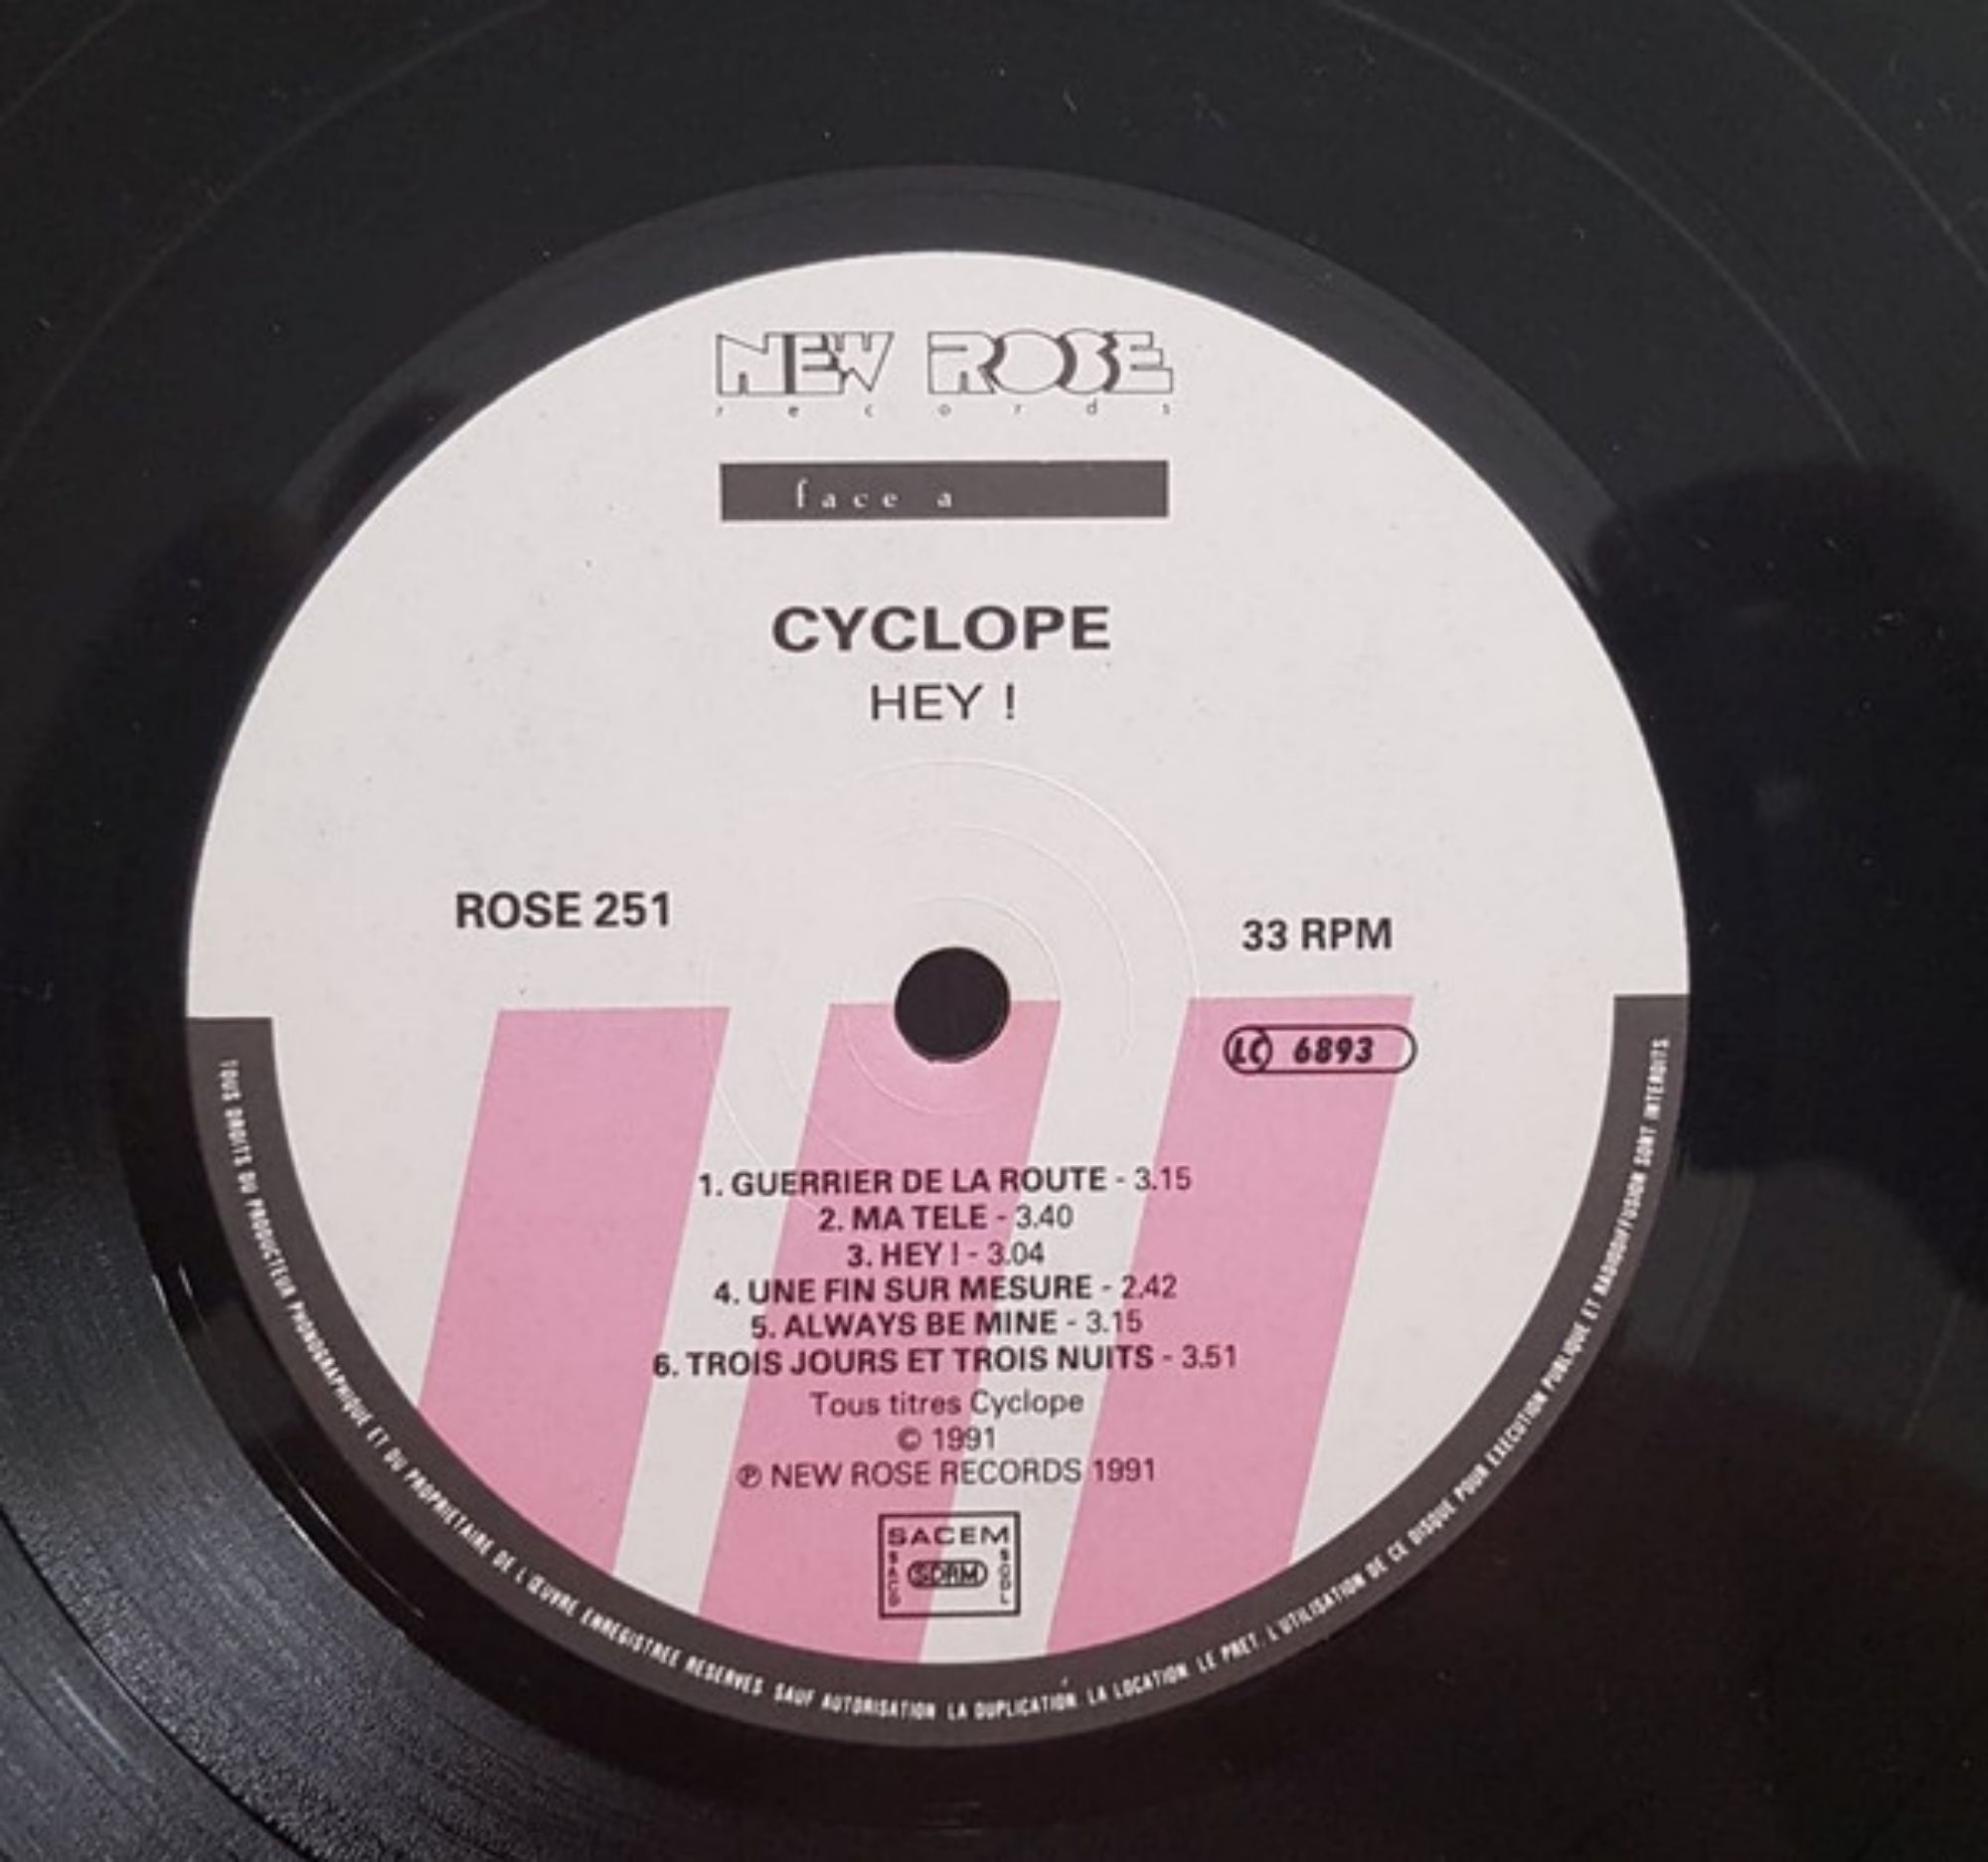 NEW ROSE
records
face a
CYCLOPE
HEY !
ROSE 251
33 RPM
LC 6893
1. GUERRIER DE LA ROUTE - 3.15
2. MA TELE - 3.40
3. HEY ! - 3.04
4. UNE FIN SUR MESURE - 2.42
5. ALWAYS BE MINE - 3.15
6. TROIS JOURS ET TROIS NUITS - 3.51
Tous titres Cyclope
© 1991
℗ NEW ROSE RECORDS 1991
SACEM
SACD SDRM SGDL
TOUS DROITS DU PRODUCTEUR PHONOGRAPHIQUE ET DU PROPRIETAIRE DE L'ŒUVRE ENREGISTREE RESERVES SAUF AUTORISATION LA DUPLICATION. LA LOCATION. LE PRET. L'UTILISATION DE CE DISQUE POUR EXECUTION PUBLIQUE ET RADIODIFFUSION SONT INTERDITS